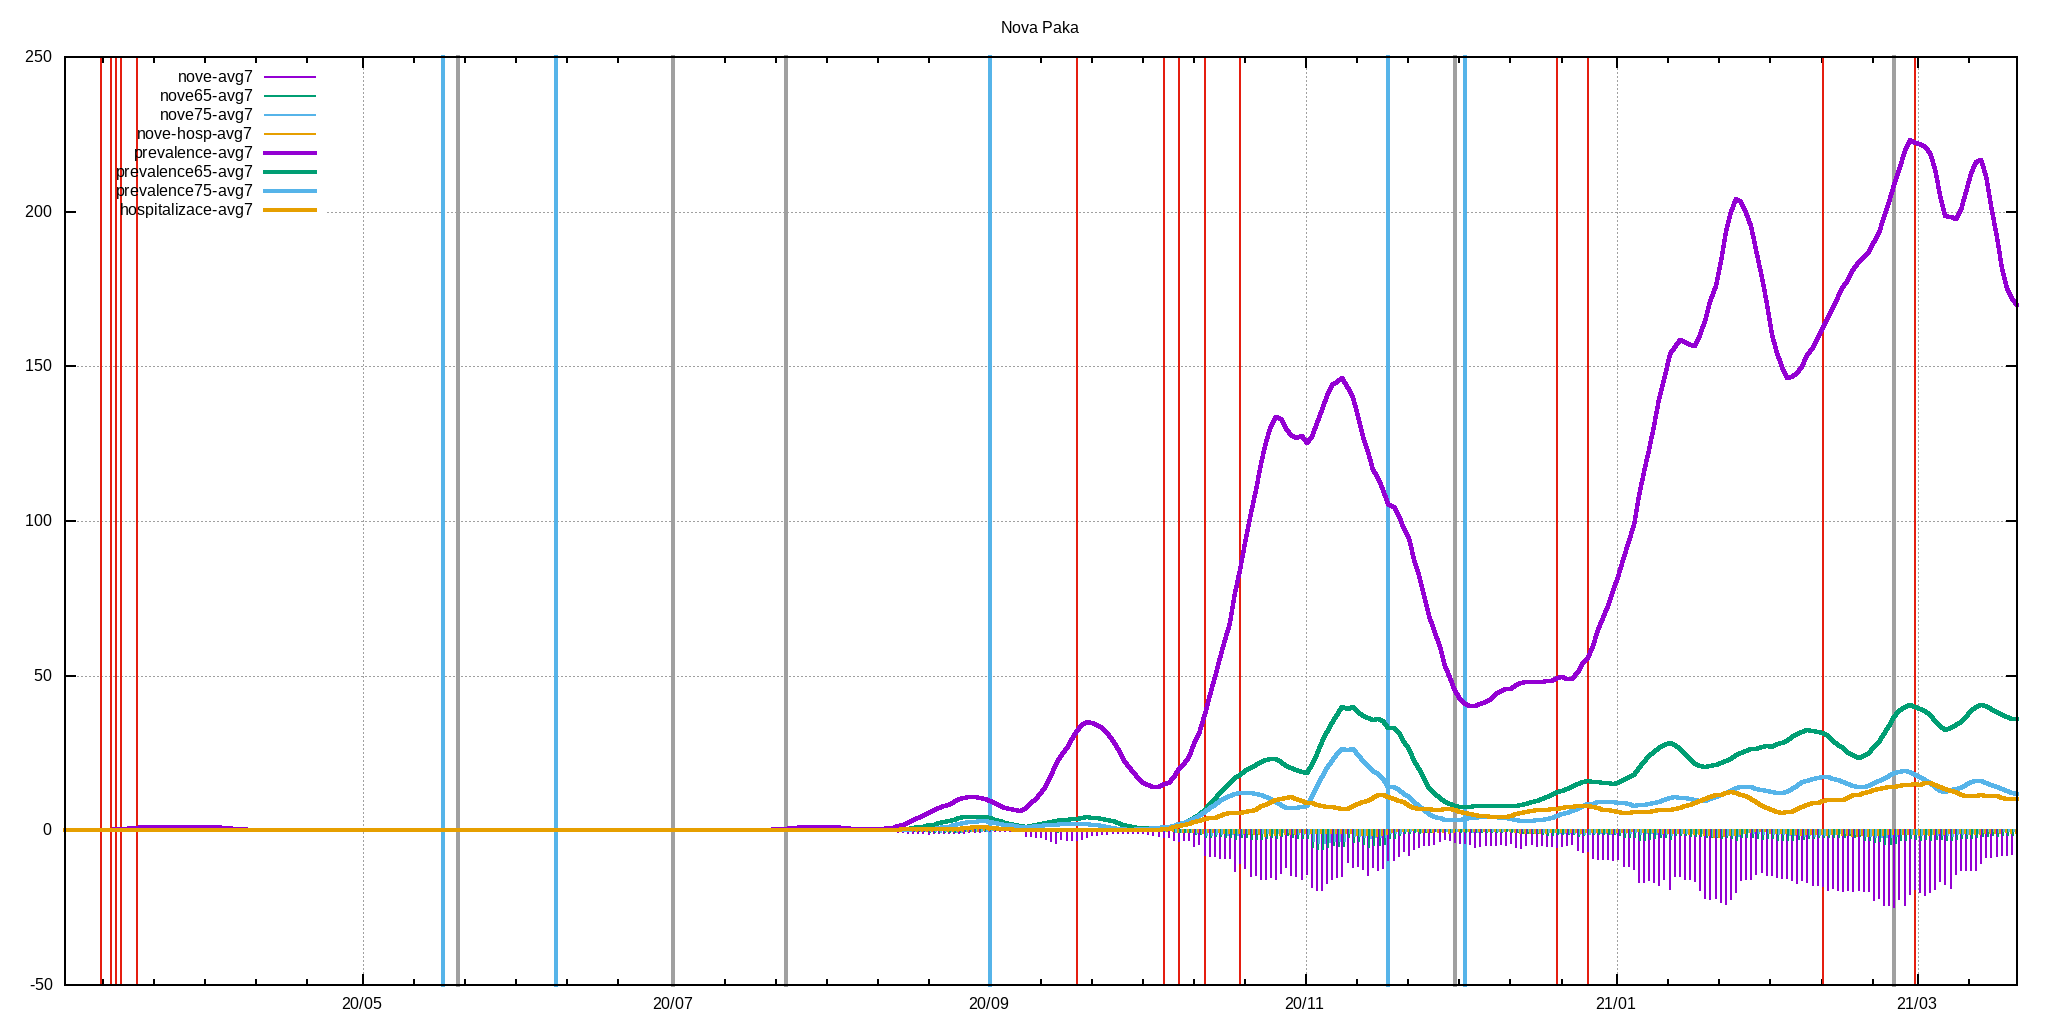 Nova Paka
250
200
150
100
50
0
-50
nove-avg7
nove65-avg7
nove75-avg7
nove-hosp-avg7
prevalence-avg7
prevalence65-avg7
prevalence75-avg7
hospitalizace-avg7
20/05 20/07 20/09 20/11 21/01 21/03